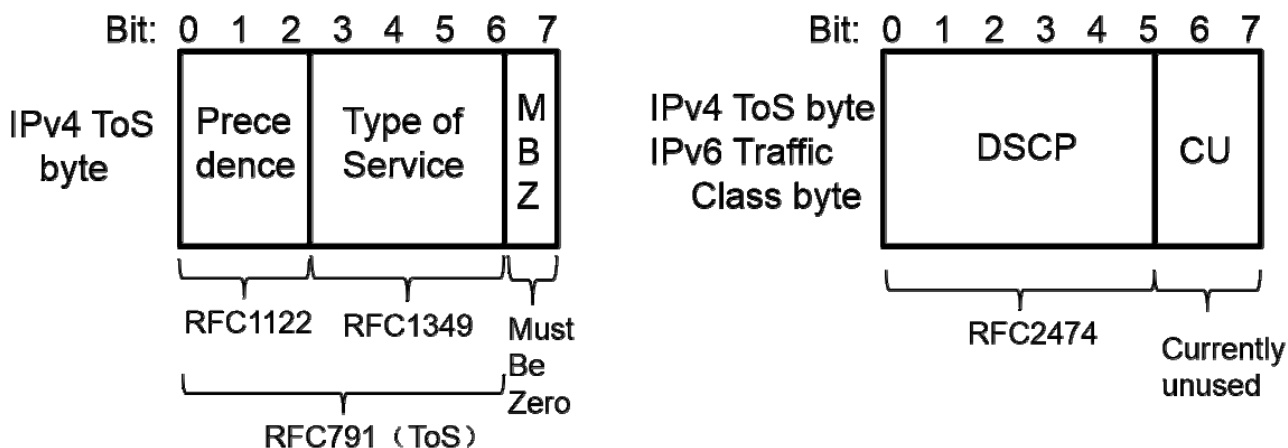 Bit: 0 1 2 3 4 5 6 7
IPv4 ToS
byte
Prece
dence
Type of
Service
M
B
Z
RFC1122
RFC1349
Must
Be
Zero
RFC791（ToS）
Bit: 0 1 2 3 4 5 6 7
IPv4 ToS byte
IPv6 Traffic
Class byte
DSCP
CU
RFC2474
Currently
unused